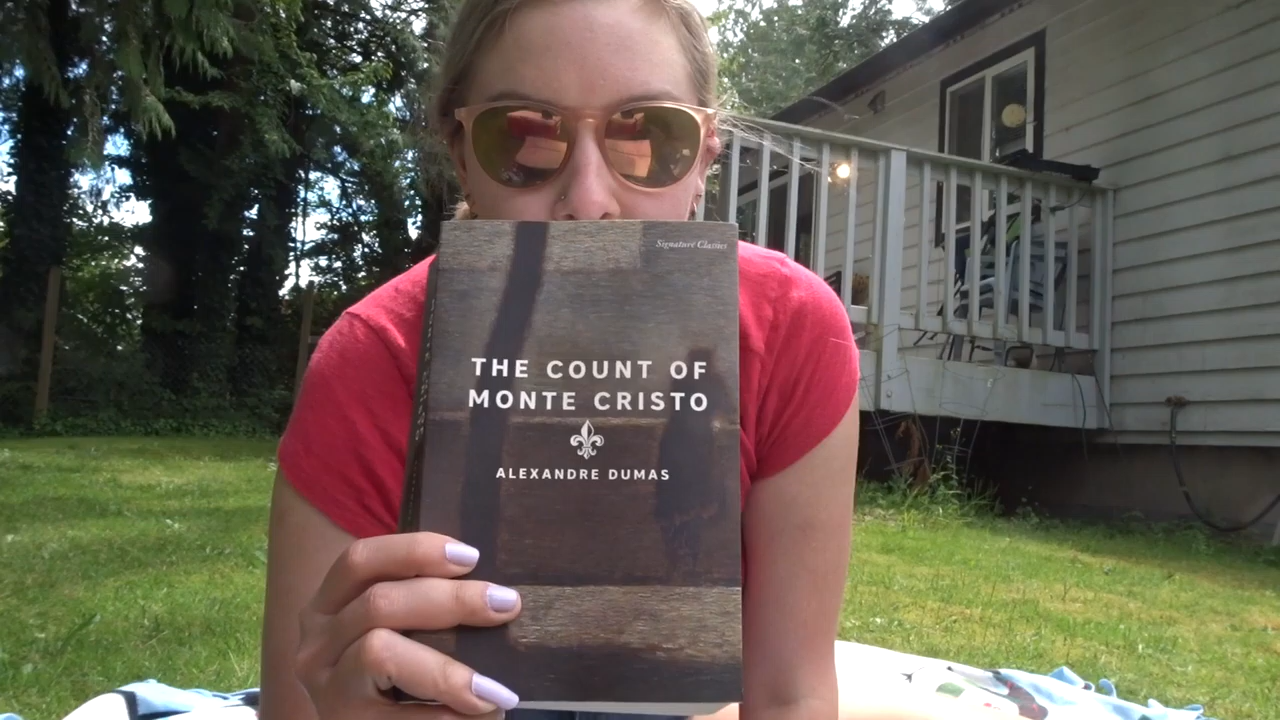 Signature Classics
THE COUNT OF
MONTE CRISTO
ALEXANDRE DUMAS